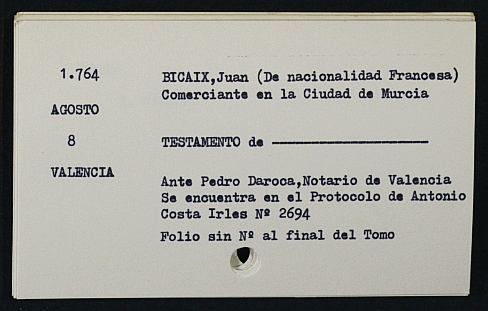 1.764
AGOSTO
8
VALENCIA
BICAIX,Juan (De nacionalidad Francesa)
Comerciante en la Ciudad de Murcia
TESTAMENTO de ---------------------
Ante Pedro Daroca,Notario de Valencia
Se encuentra en el Protocolo de Antonio
Costa Irles Nº 2694
Folio sin Nº al final del Tomo